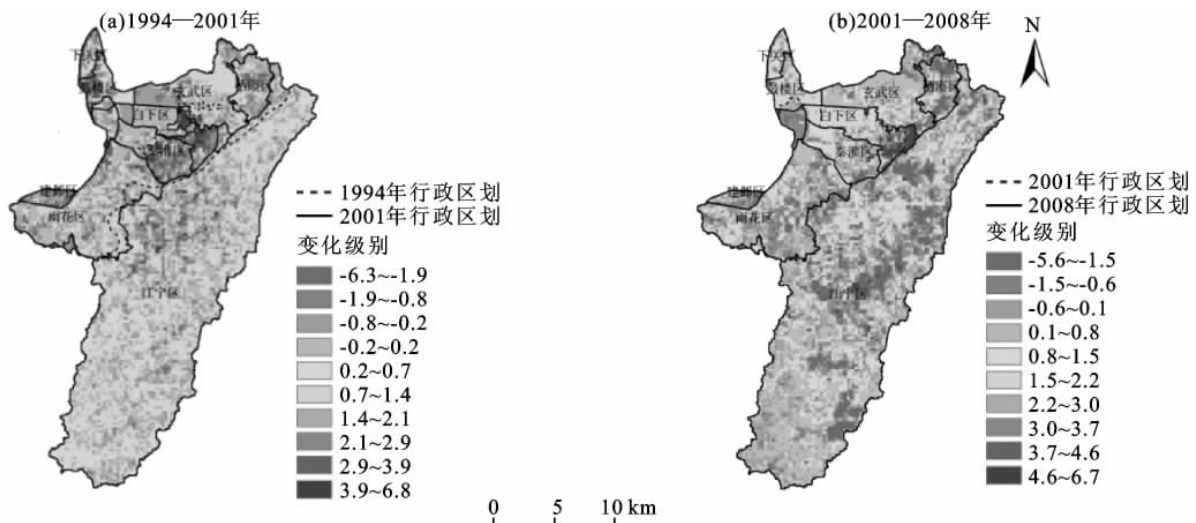 (a)1994—2001年
下关区
鼓楼区
玄武区
白下区
秦淮区
建邺区
雨花区
江宁区
1994年行政区划
2001年行政区划
变化级别
-6.3~-1.9
-1.9~-0.8
-0.8~-0.2
-0.2~0.2
0.2~0.7
0.7~1.4
1.4~2.1
2.1~2.9
2.9~3.9
3.9~6.8
(b)2001—2008年
N
下关区
鼓楼区
玄武区
白下区
秦淮区
建邺区
雨花区
江宁区
2001年行政区划
2008年行政区划
变化级别
-5.6~-1.5
-1.5~-0.6
-0.6~0.1
0.1~0.8
0.8~1.5
1.5~2.2
2.2~3.0
3.0~3.7
3.7~4.6
4.6~6.7
0 5 10 km